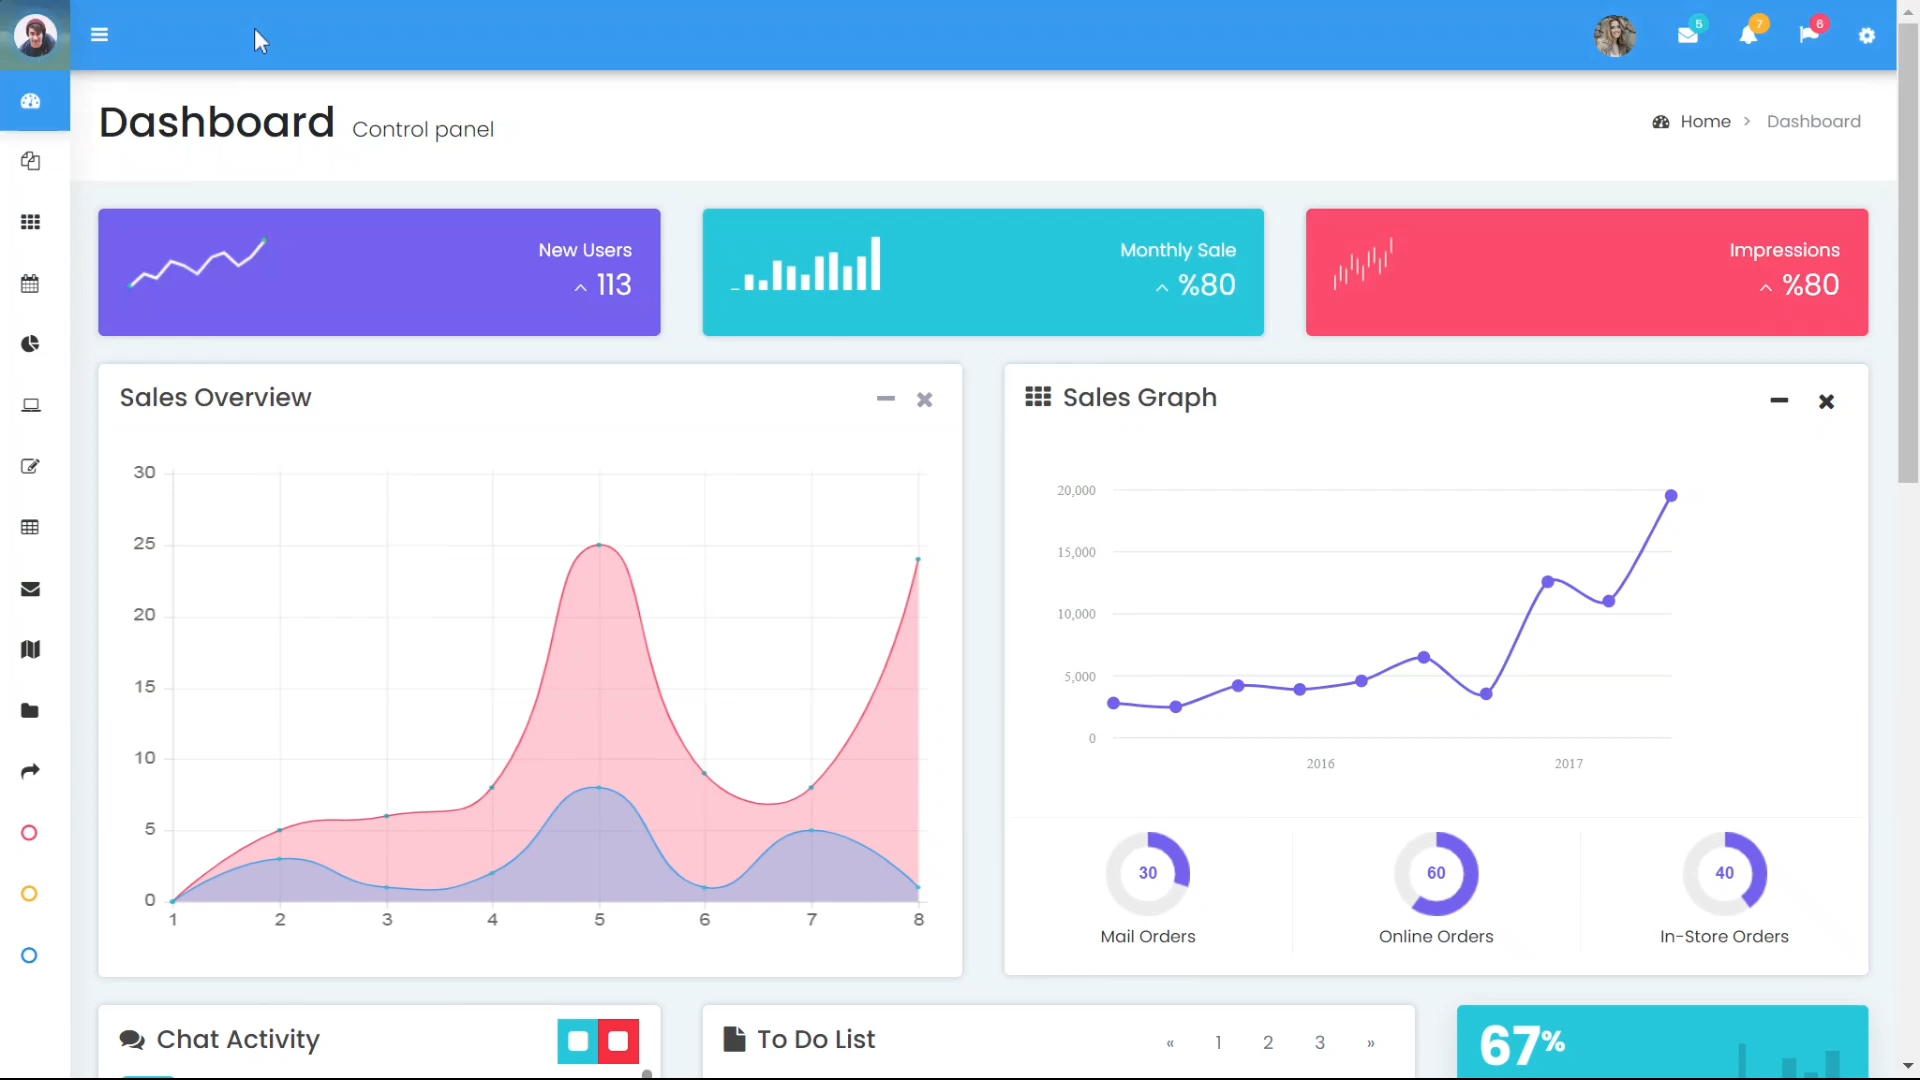 5
7
6
Dashboard Control panel
Home > Dashboard
New Users
113
Monthly Sale
%80
Impressions
%80
Sales Overview
30
25
20
15
10
5
0
1 2 3 4 5 6 7 8
Sales Graph
20,000
15,000
10,000
5,000
0
2016 2017
30
Mail Orders
60
Online Orders
40
In-Store Orders
Chat Activity
To Do List
« 1 2 3 »
67%